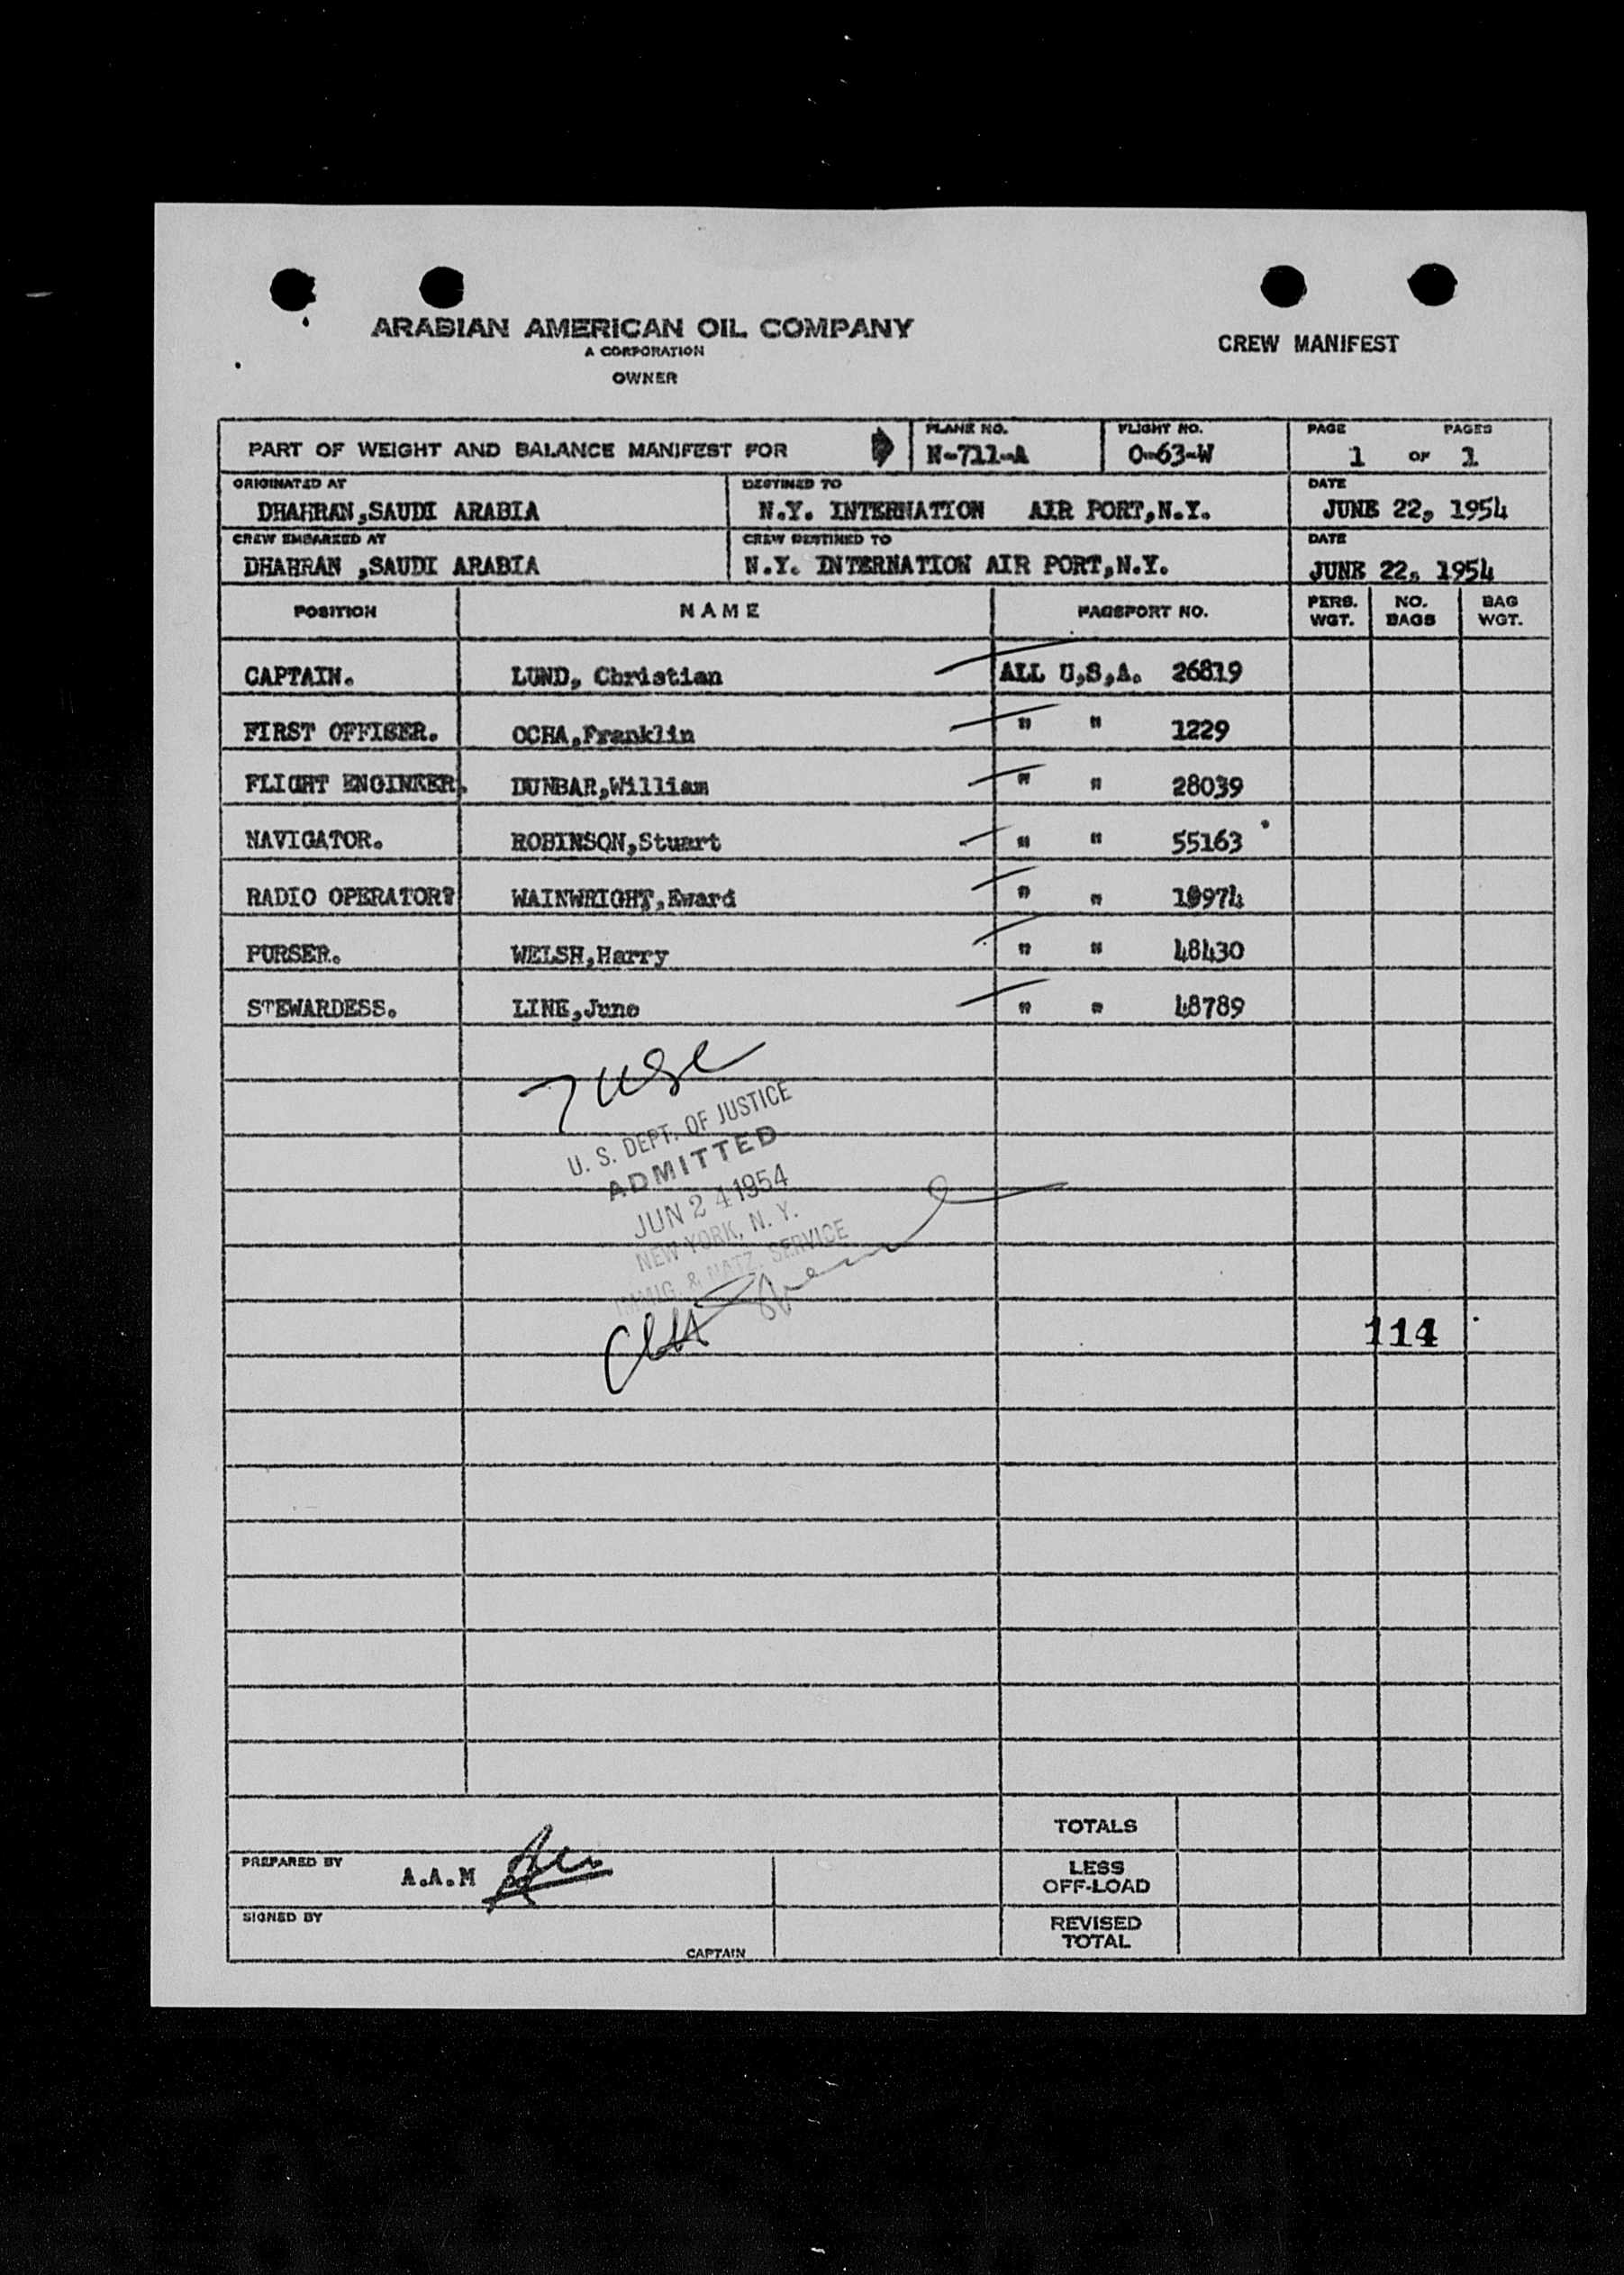 ARABIAN AMERICAN OIL COMPANY
A CORPORATION
OWNER
CREW MANIFEST
PART OF WEIGHT AND BALANCE MANIFEST FOR
PLANE NO. FLIGHT NO. PAGE PAGES
N-711-A O-63-W 1 OF 1
ORIGINATED AT DESTINED TO DATE
DHAHRAN,SAUDI ARABIA N.Y. INTERNATION AIR PORT,N.Y. JUNE 22, 1954
CREW EMBARKED AT CREW DESTINED TO DATE
DHAHRAN ,SAUDI ARABIA N.Y. INTERNATION AIR PORT,N.Y. JUNE 22, 1954
POSITION NAME PASSPORT NO. PERS. WGT. NO. BAGS BAG WGT.
CAPTAIN. LUND, Christian ALL U,S,A. 26819
FIRST OFFISER. OCHA,Franklin " " 1229
FLIGHT ENGINEER. DUNBAR,William " " 28039
NAVIGATOR. ROBINSON,Stuart " " 55163
RADIO OPERATOR? WAINWRIGHT,Eward " " 10974
PURSER. WELSH,Harry " " 48430
STEWARDESS. LINE,June " " 48789
7 USC
U. S. DEPT. OF JUSTICE
ADMITTED
JUN 24 1954
NEW YORK, N. Y.
IMMIG. & NATZ. SERVICE
114
TOTALS
PREPARED BY A.A.M
LESS
OFF-LOAD
SIGNED BY
CAPTAIN
REVISED
TOTAL